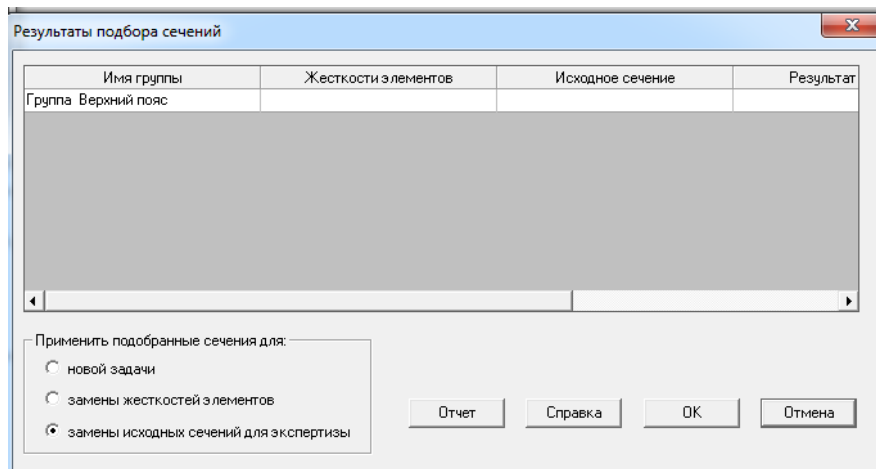 Результаты подбора сечений
Имя группы Жесткости элементов Исходное сечение Результат
Группа Верхний пояс
Применить подобранные сечения для:
новой задачи
замены жесткостей элементов
замены исходных сечений для экспертизы
Отчет Справка OK Отмена